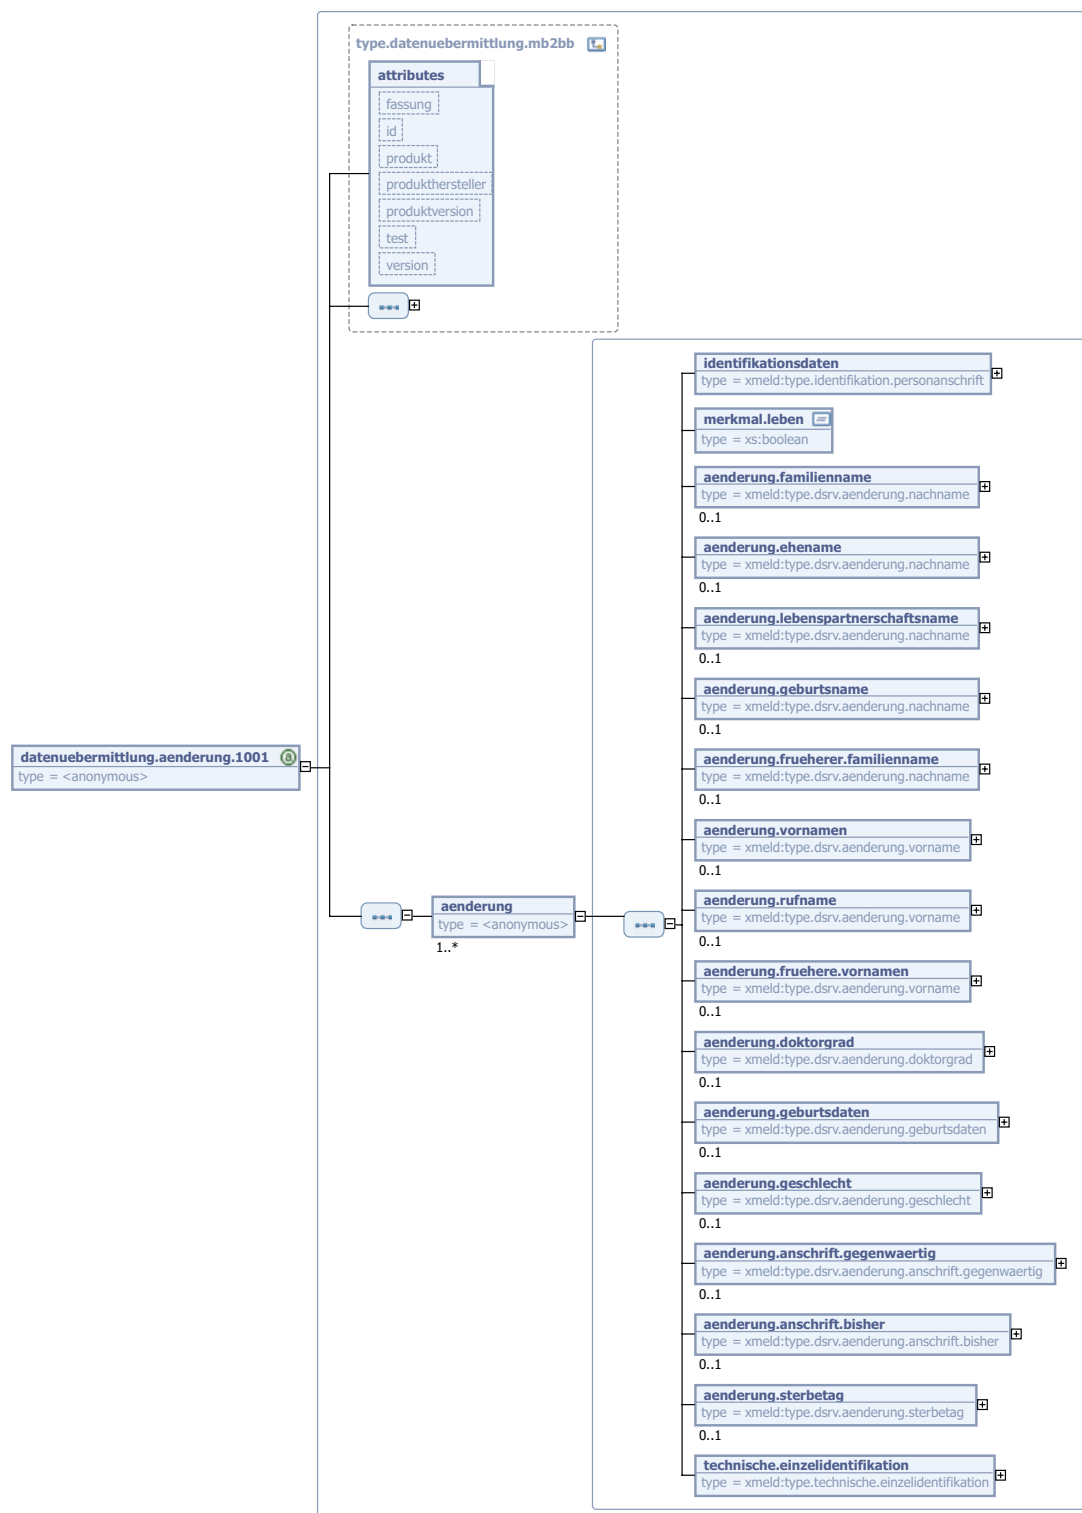 type.datenuebermittlung.mb2bb
attributes
fassung
id
produkt
produkthersteller
produktversion
test
version
identifikationsdaten
type = xmeld:type.identifikation.personanschrift
merkmal.leben
type = xs:boolean
aenderung.familienname
type = xmeld:type.dsrv.aenderung.nachname
0..1
aenderung.ehename
type = xmeld:type.dsrv.aenderung.nachname
0..1
aenderung.lebenspartnerschaftsname
type = xmeld:type.dsrv.aenderung.nachname
0..1
aenderung.geburtsname
type = xmeld:type.dsrv.aenderung.nachname
0..1
datenuebermittlung.aenderung.1001
type = <anonymous>
aenderung.frueherer.familienname
type = xmeld:type.dsrv.aenderung.nachname
0..1
aenderung.vornamen
type = xmeld:type.dsrv.aenderung.vorname
0..1
aenderung
type = <anonymous>
1..*
aenderung.rufname
type = xmeld:type.dsrv.aenderung.vorname
0..1
aenderung.fruehere.vornamen
type = xmeld:type.dsrv.aenderung.vorname
0..1
aenderung.doktorgrad
type = xmeld:type.dsrv.aenderung.doktorgrad
0..1
aenderung.geburtsdaten
type = xmeld:type.dsrv.aenderung.geburtsdaten
0..1
aenderung.geschlecht
type = xmeld:type.dsrv.aenderung.geschlecht
0..1
aenderung.anschrift.gegenwaertig
type = xmeld:type.dsrv.aenderung.anschrift.gegenwaertig
0..1
aenderung.anschrift.bisher
type = xmeld:type.dsrv.aenderung.anschrift.bisher
0..1
aenderung.sterbetag
type = xmeld:type.dsrv.aenderung.sterbetag
0..1
technische.einzelidentifikation
type = xmeld:type.technische.einzelidentifikation